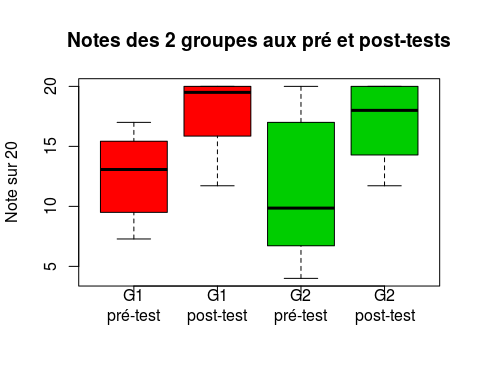 Notes des 2 groupes aux pré et post-tests
Note sur 20
20
15
10
5
G1 G1 G2 G2
pré-test post-test pré-test post-test